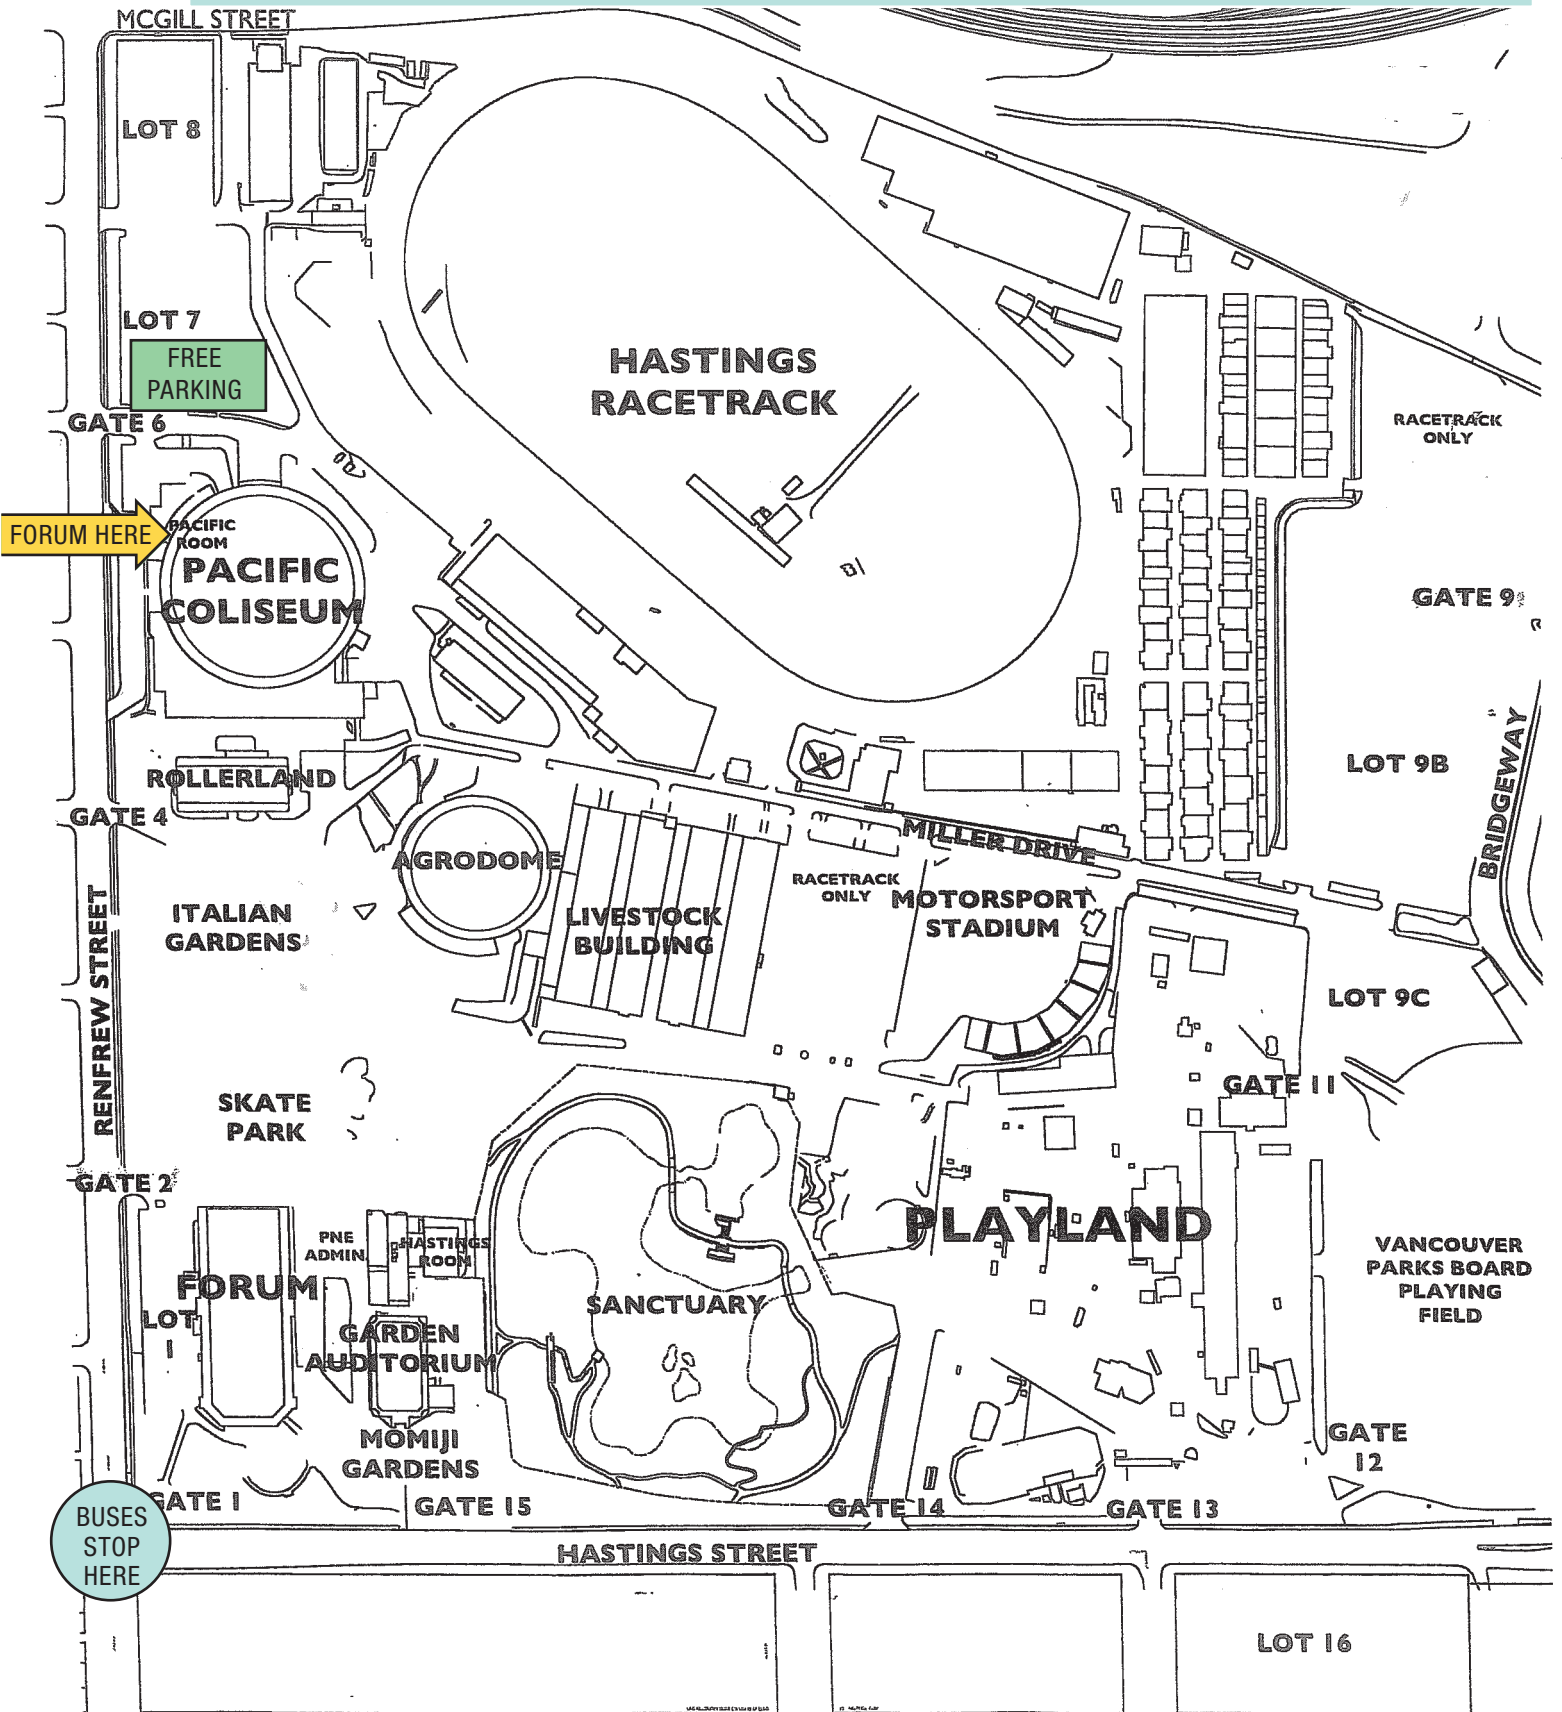 MCGILL STREET
LOT 8
LOT 7
FREE
PARKING
GATE 6
HASTINGS
RACETRACK
RACETRACK
ONLY
FORUM HERE
PACIFIC
ROOM
PACIFIC
COLISEUM
GATE 9
ROLLERLAND
GATE 4
LOT 9B
BRIDGEWAY
MILLER DRIVE
AGRODOME
RACETRACK
ONLY
MOTORSPORT
STADIUM
LIVESTOCK
BUILDING
ITALIAN
GARDENS
RENFREW STREET
LOT 9C
GATE 11
SKATE
PARK
GATE 2
PLAYLAND
PNE
ADMIN
HASTINGS
ROOM
VANCOUVER
PARKS BOARD
PLAYING
FIELD
FORUM
LOT
1
SANCTUARY
GARDEN
AUDITORIUM
MOMIJI
GARDENS
GATE
12
GATE 1
GATE 15
GATE 14
GATE 13
BUSES
STOP
HERE
HASTINGS STREET
LOT 16